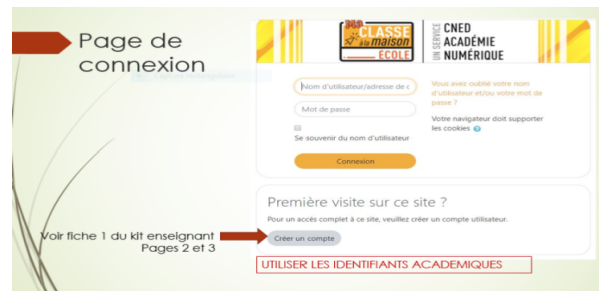 Page de
connexion
MA
CLASSE
à la maison
ÉCOLE
UN SERVICE
CNED
ACADÉMIE
NUMÉRIQUE
Nom d'utilisateur/adresse de c
Mot de passe
Se souvenir du nom d'utilisateur
Connexion
Vous avez oublié votre nom
d'utilisateur et/ou votre mot de
passe ?
Votre navigateur doit supporter
les cookies
Première visite sur ce site ?
Pour un accès complet à ce site, veuillez créer un compte utilisateur.
Créer un compte
Voir fiche 1 du kit enseignant
Pages 2 et 3
UTILISER LES IDENTIFIANTS ACADEMIQUES